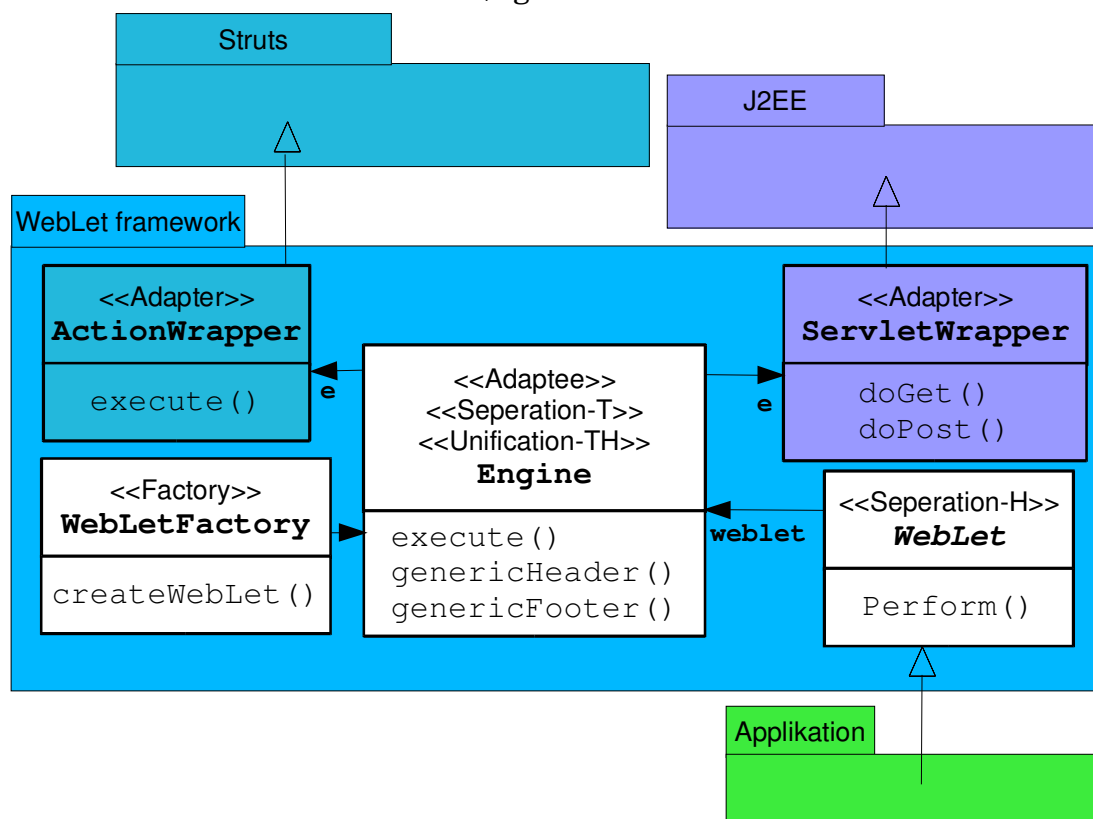 Struts
J2EE
WebLet framework
<<Adapter>>
ActionWrapper
execute()
<<Adapter>>
ServletWrapper
doGet()
doPost()
e
e
<<Adaptee>>
<<Seperation-T>>
<<Unification-TH>>
Engine
execute()
genericHeader()
genericFooter()
<<Factory>>
WebLetFactory
createWebLet()
weblet
<<Seperation-H>>
WebLet
Perform()
Applikation